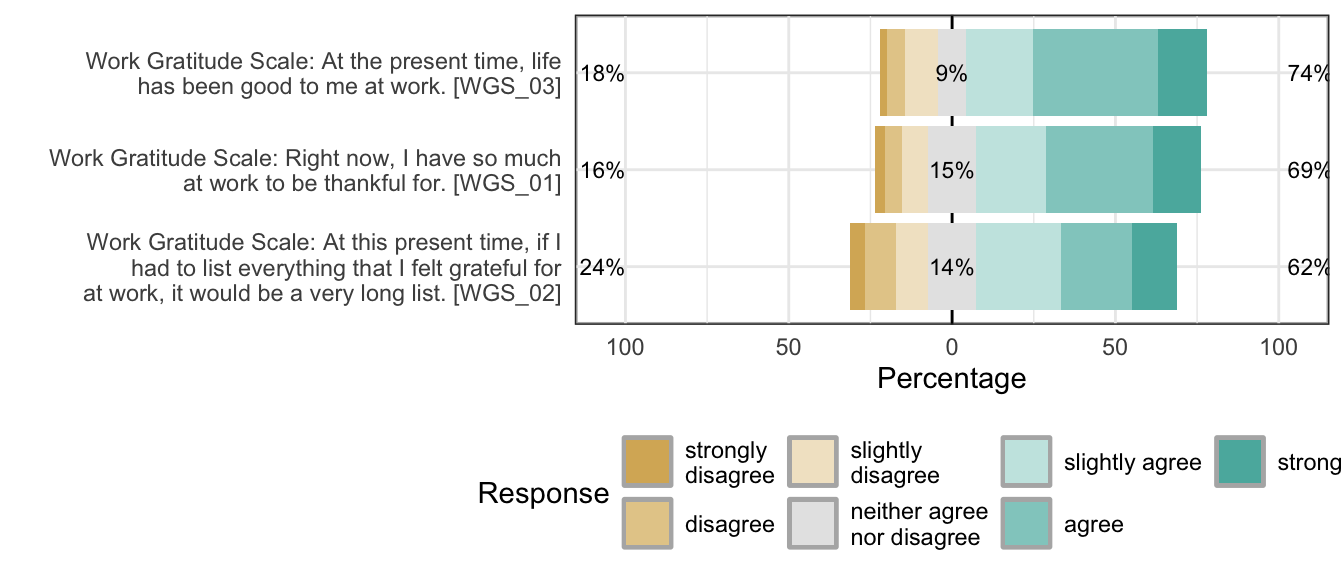 Work Gratitude Scale: At the present time, life
has been good to me at work. [WGS_03]
18%
9%
74%
Work Gratitude Scale: Right now, I have so much
at work to be thankful for. [WGS_01]
16%
15%
69%
Work Gratitude Scale: At this present time, if I
had to list everything that I felt grateful for
at work, it would be a very long list. [WGS_02]
24%
14%
62%
100
50
0
50
100
Percentage
Response
strongly
disagree
slightly
disagree
slightly agree
strong
disagree
neither agree
nor disagree
agree